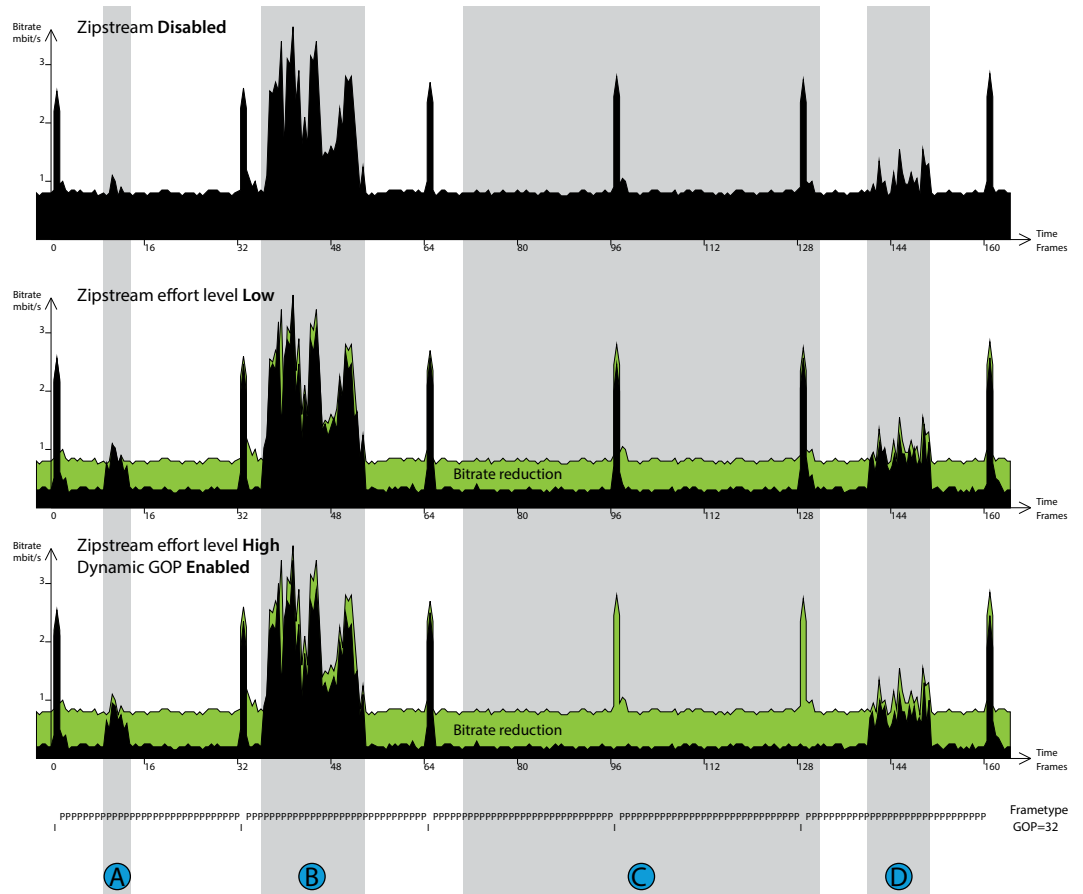 Bitrate
mbit/s
Zipstream Disabled
3
2
1
0 16 32 48 64 80 96 112 128 144 160
Time
Frames
Bitrate
mbit/s
Zipstream effort level Low
3
2
1
Bitrate reduction
0 16 32 48 64 80 96 112 128 144 160
Time
Frames
Bitrate
mbit/s
Zipstream effort level High
Dynamic GOP Enabled
3
2
1
Bitrate reduction
0 16 32 48 64 80 96 112 128 144 160
Time
Frames
PPPPPPPPPPPPPPPPPPPPPPPPPPPPPPP PPPPPPPPPPPPPPPPPPPPPPPPPPPPPPP PPPPPPPPPPPPPPPPPPPPPPPPPPPPPPP PPPPPPPPPPPPPPPPPPPPPPPPPPPPPPP PPPPPPPPPPPPPPPPPPPPPPPPPPPPPPP
I I I I I
Frametype
GOP=32
A B C D